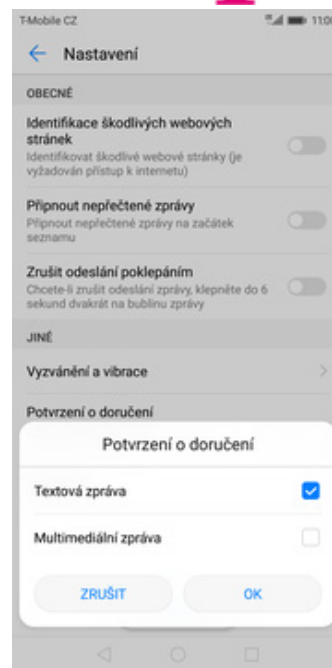 T-Mobile CZ
Nastavení
OBECNÉ
Identifikace škodlivých webových
stránek
Identifikovat škodlivé webové stránky (je
vyžadován přístup k internetu)
Připnout nepřečtené zprávy
Připnout nepřečtené zprávy na začátek
seznamu
Zrušit odeslání poklepáním
Chcete-li zrušit odeslání zprávy, klepněte do 6
sekund dvakrát na bublinu zprávy
JINÉ
Vyzvánění a vibrace
Potvrzení o doručení
Potvrzení o doručení
Textová zpráva
Multimediální zpráva
ZRUŠIT OK